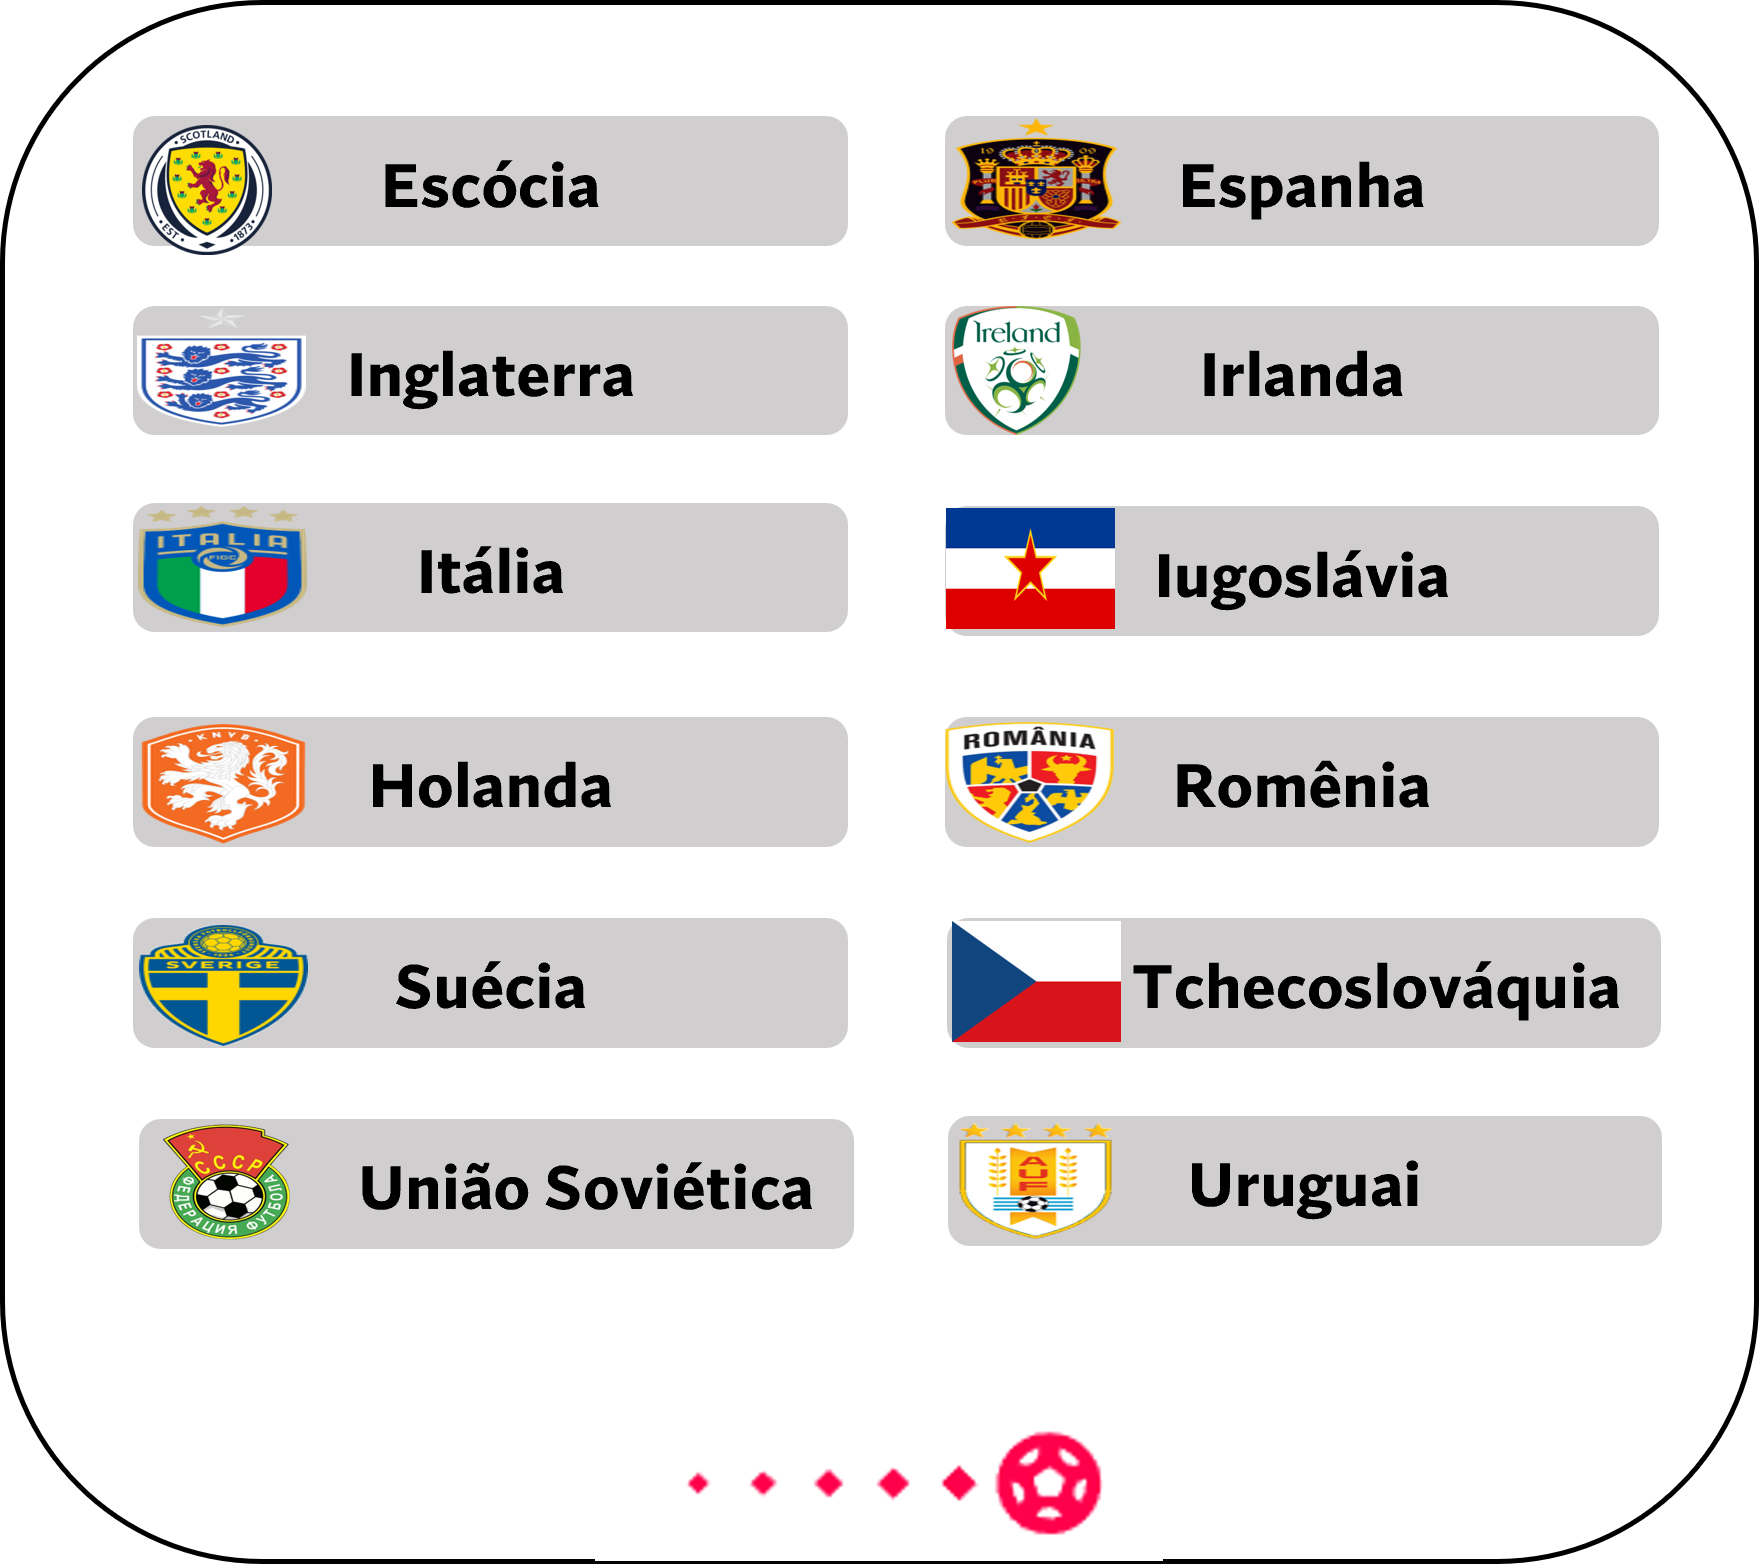 SCOTLAND
EST. 1873
Escócia
1909
Espanha
Inglaterra
Ireland
Irlanda
ITALIA
FIGC
Itália
Iugoslávia
KNVB
Holanda
ROMÂNIA
Romênia
SVERIGE
Suécia
Tchecoslováquia
СССР
ФЕДЕРАЦИЯ ФУТБОЛА
União Soviética
AUF
Uruguai